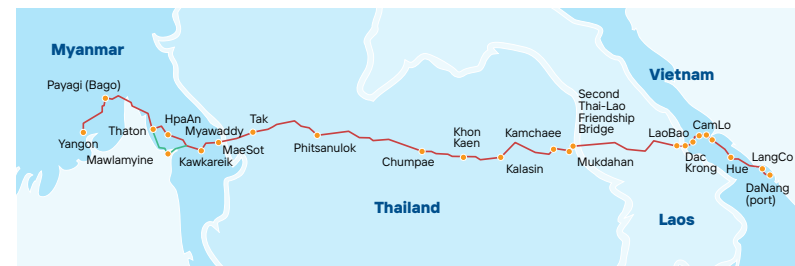 Myanmar
Payagi (Bago)
Yangon
Thaton
HpaAn
Mawlamyine
Myawaddy
Kawkareik
MaeSot
Tak
Phitsanulok
Thailand
Chumpae
Khon
Kaen
Kamchaee
Kalasin
Second
Thai-Lao
Friendship
Bridge
Mukdahan
Vietnam
LaoBao
CamLo
Dac
Krong
Laos
Hue
LangCo
DaNang
(port)